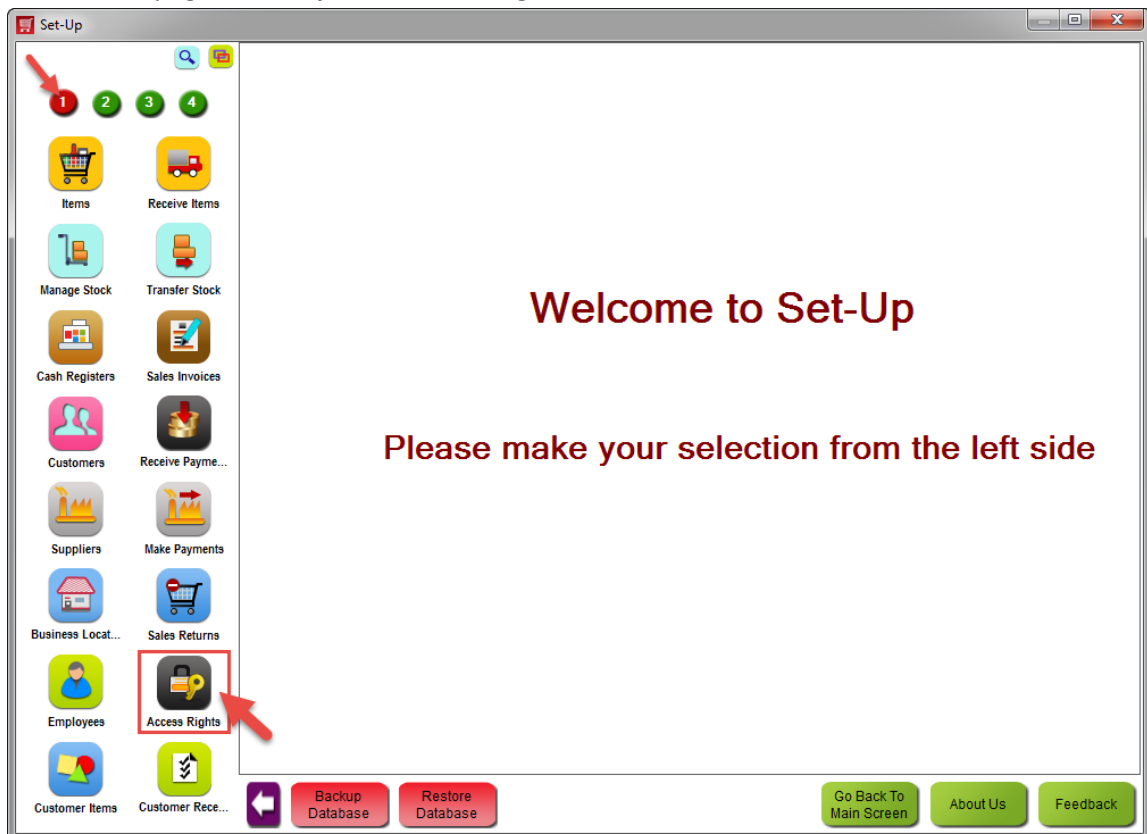 Set-Up
1 2 3 4
Items Receive Items
Manage Stock Transfer Stock
Cash Registers Sales Invoices
Customers Receive Payme...
Suppliers Make Payments
Business Locat... Sales Returns
Employees Access Rights
Customer Items Customer Rece...
Welcome to Set-Up
Please make your selection from the left side
Backup
Database
Restore
Database
Go Back To
Main Screen
About Us
Feedback